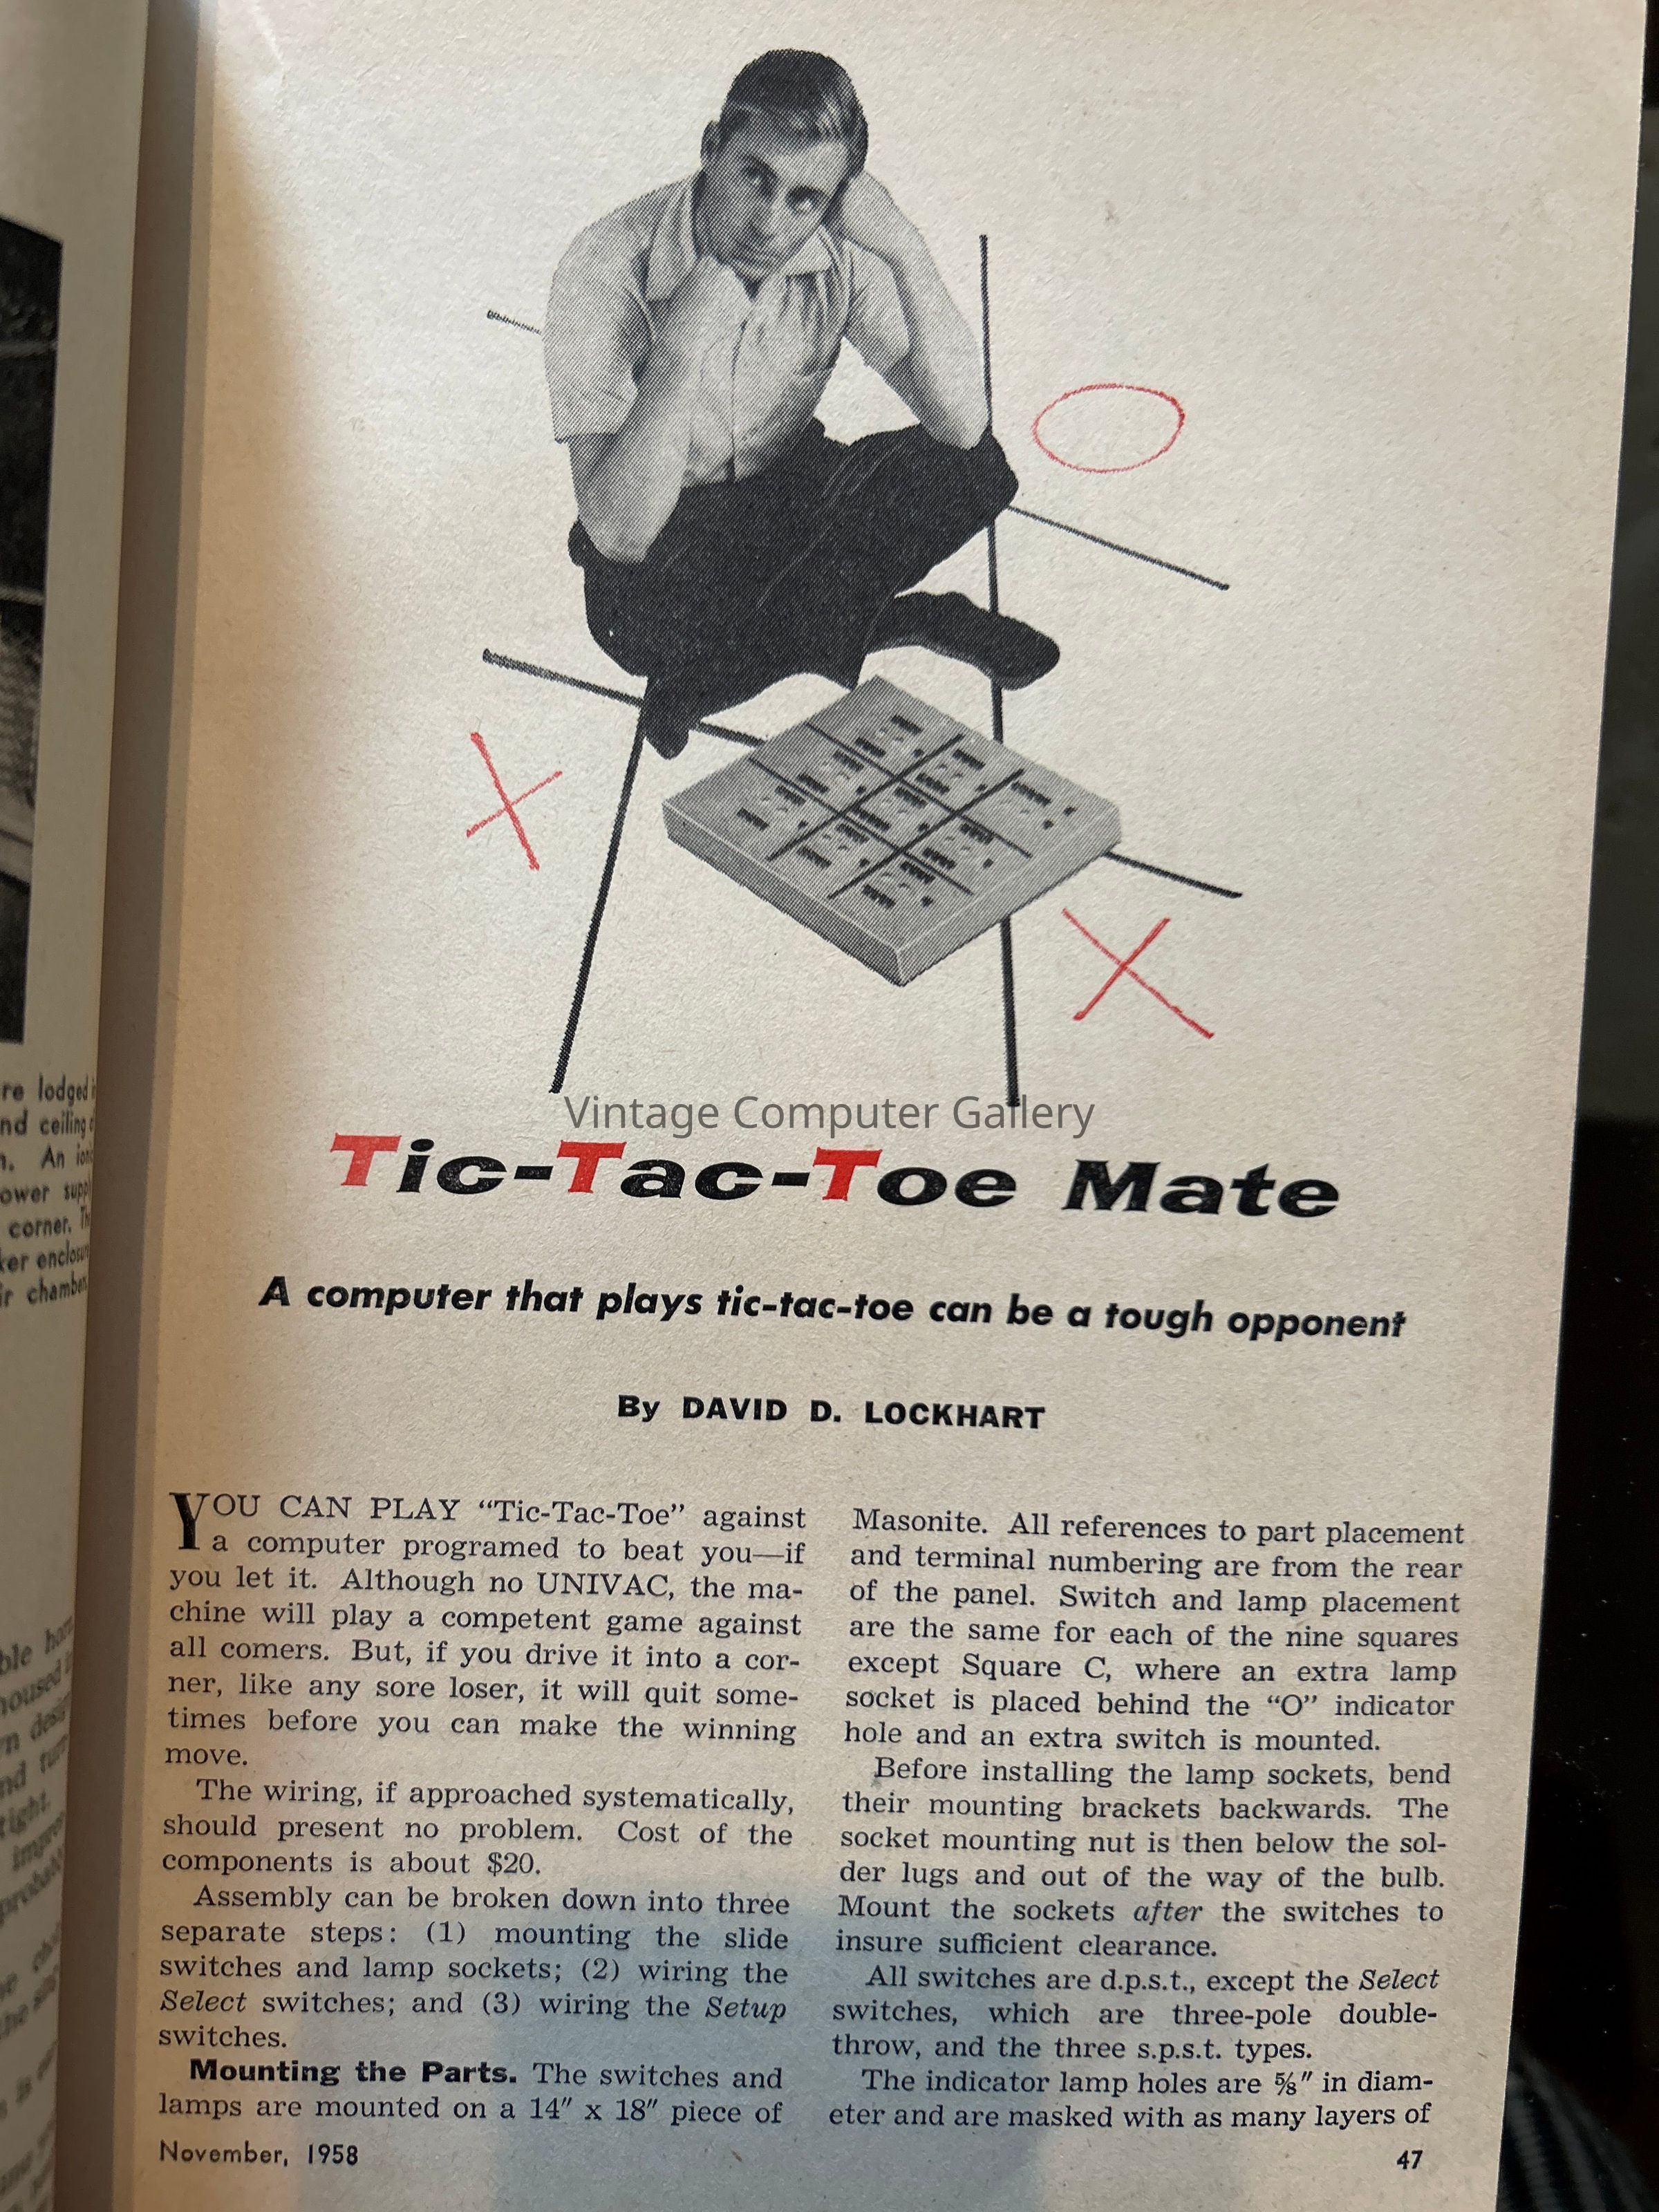 Vintage Computer Gallery
Tic-Tac-Toe Mate
A computer that plays tic-tac-toe can be a tough opponent
By DAVID D. LOCKHART
YOU CAN PLAY “Tic-Tac-Toe” against
a computer programed to beat you—if
you let it. Although no UNIVAC, the ma-
chine will play a competent game against
all comers. But, if you drive it into a cor-
ner, like any sore loser, it will quit some-
times before you can make the winning
move.
The wiring, if approached systematically,
should present no problem. Cost of the
components is about $20.
Assembly can be broken down into three
separate steps: (1) mounting the slide
switches and lamp sockets; (2) wiring the
Select switches; and (3) wiring the Setup
switches.
Mounting the Parts. The switches and
lamps are mounted on a 14″ x 18″ piece of
Masonite. All references to part placement
and terminal numbering are from the rear
of the panel. Switch and lamp placement
are the same for each of the nine squares
except Square C, where an extra lamp
socket is placed behind the “O” indicator
hole and an extra switch is mounted.
Before installing the lamp sockets, bend
their mounting brackets backwards. The
socket mounting nut is then below the sol-
der lugs and out of the way of the bulb.
Mount the sockets after the switches to
insure sufficient clearance.
All switches are d.p.s.t., except the Select
switches, which are three-pole double-
throw, and the three s.p.s.t. types.
The indicator lamp holes are ⅝″ in diam-
eter and are masked with as many layers of
November, 1958
47
re lodged
nd ceiling
An
ower
corner.